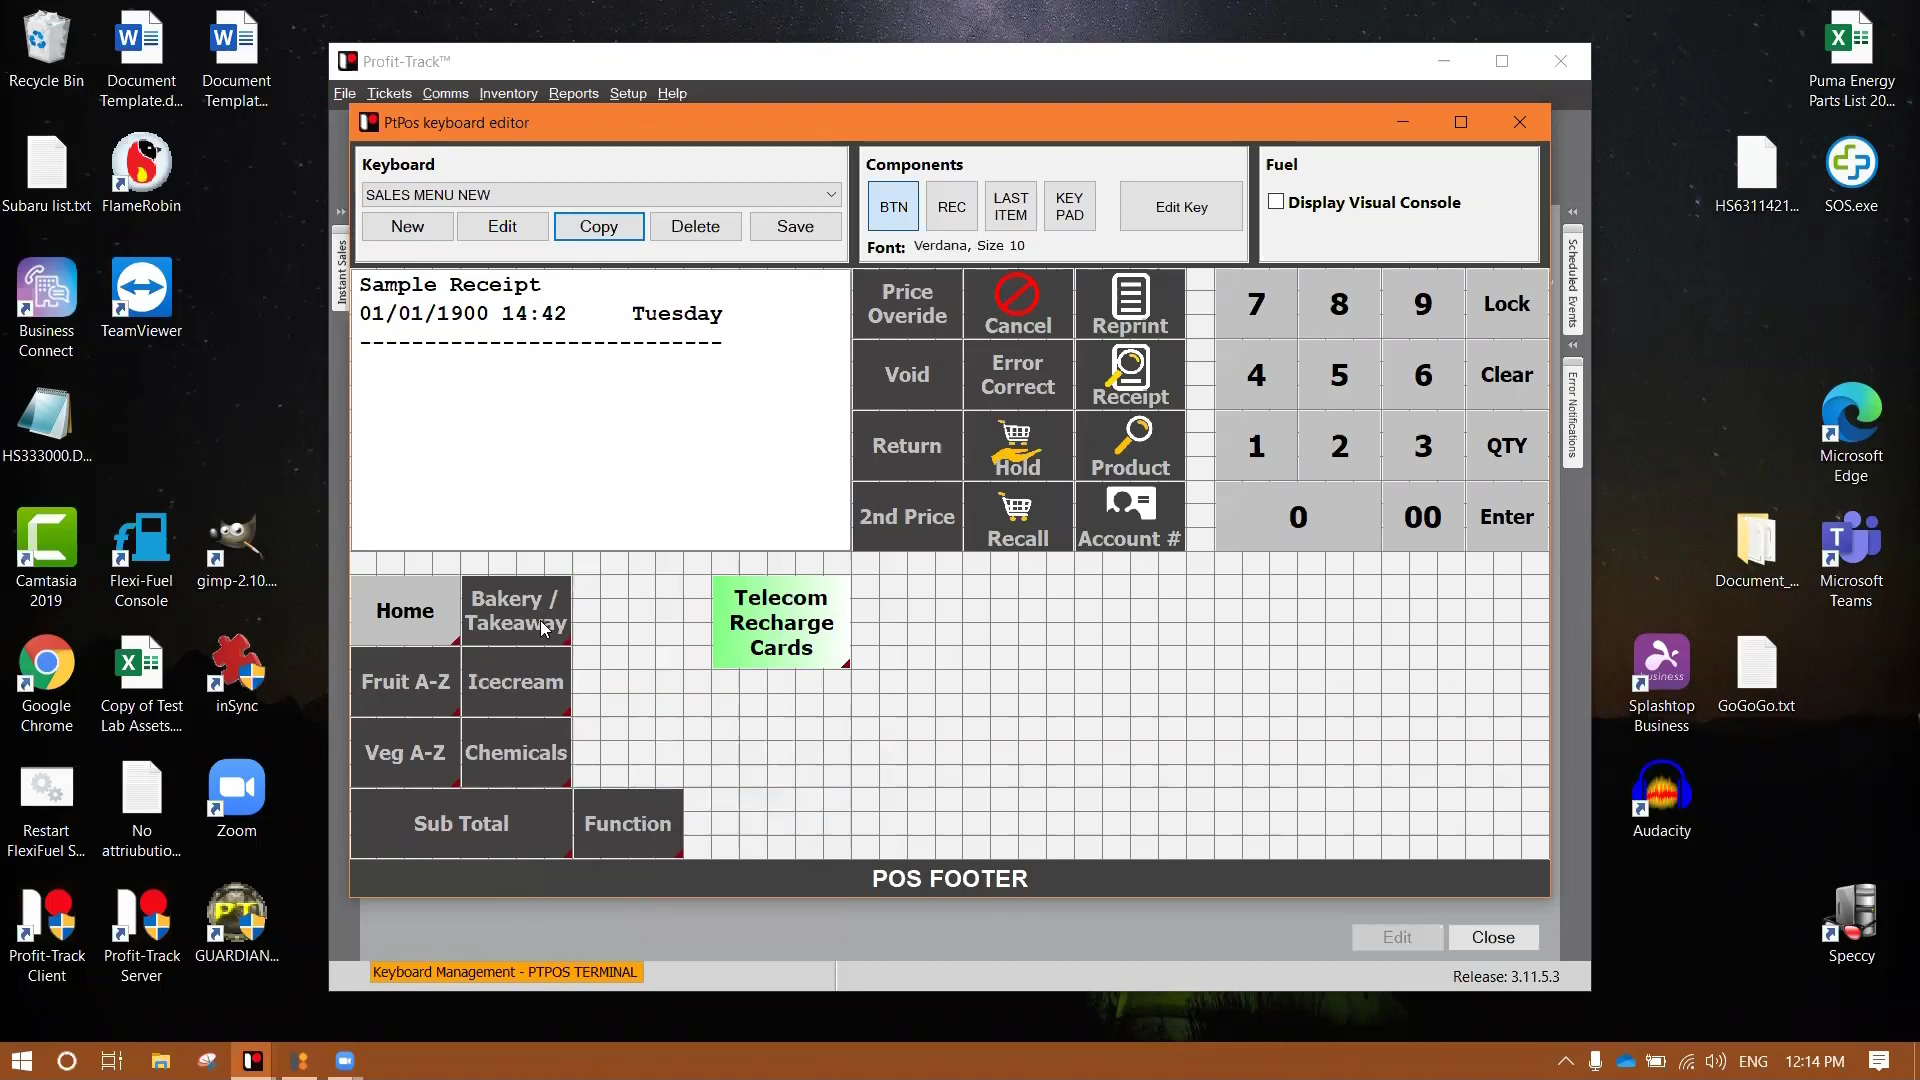 Recycle Bin
Document
Template.d...
Document
Templat...
Subaru list.txt
FlameRobin
Business
Connect
TeamViewer
HS333000.D...
Camtasia
2019
Flexi-Fuel
Console
gimp-2.10....
Google
Chrome
Copy of Test
Lab Assets....
inSync
Restart
FlexiFuel S...
No
attriubutio...
Zoom
Profit-Track
Client
Profit-Track
Server
PT
GUARDIAN...
Profit-Track™
File Tickets Comms Inventory Reports Setup Help
PtPos keyboard editor
Keyboard
SALES MENU NEW
New Edit Copy Delete Save
Components
BTN
REC
LAST
ITEM
KEY
PAD
Edit Key
Font: Verdana, Size 10
Fuel
Display Visual Console
Instant Sales
Scheduled Events
Error Notifications
Sample Receipt
01/01/1900 14:42 Tuesday
----------------------------
Price
Overide
Cancel
Reprint
Void
Error
Correct
Receipt
Return
Hold
Product
2nd Price
Recall
Account #
7 8 9 Lock
4 5 6 Clear
1 2 3 QTY
0 00 Enter
Home
Bakery /
Takeaway
Telecom
Recharge
Cards
Fruit A-Z
Icecream
Veg A-Z
Chemicals
Sub Total
Function
POS FOOTER
Edit
Close
Keyboard Management - PTPOS TERMINAL
Release: 3.11.5.3
Puma Energy
Parts List 20...
HS6311421...
SOS.exe
Microsoft
Edge
Document_...
Microsoft
Teams
business
Splashtop
Business
GoGoGo.txt
Audacity
Speccy
ENG
12:14 PM